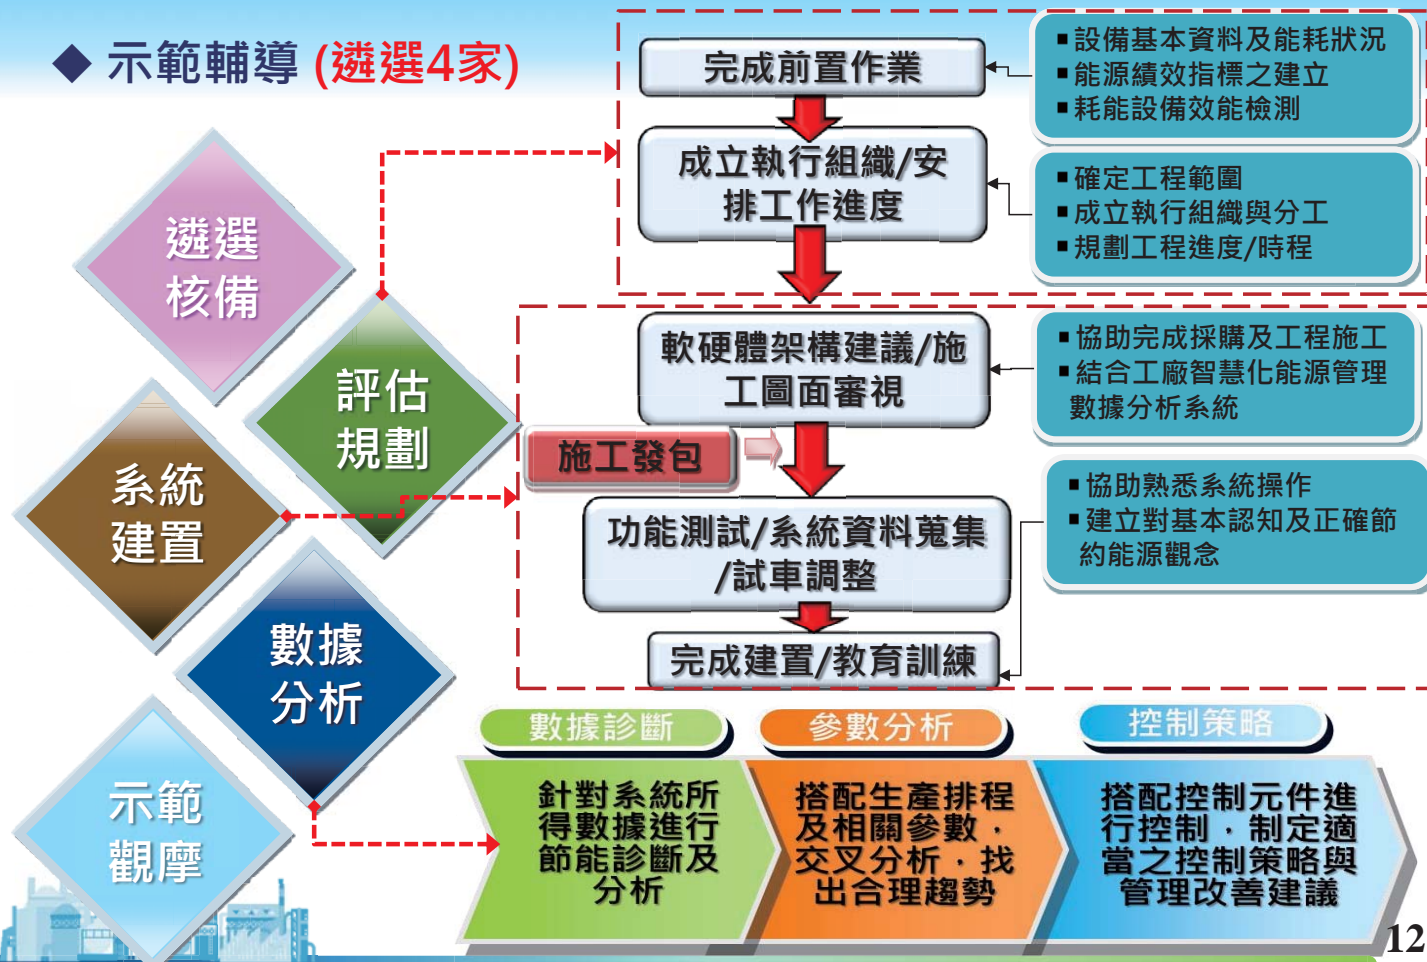 ◆ 示範輔導 (遴選4家)
遴選
核備
評估
規劃
系統
建置
數據
分析
示範
觀摩
完成前置作業
▪設備基本資料及能耗狀況
▪能源績效指標之建立
▪耗能設備效能檢測
成立執行組織/安
排工作進度
▪確定工程範圍
▪成立執行組織與分工
▪規劃工程進度/時程
軟硬體架構建議/施
工圖面審視
▪協助完成採購及工程施工
▪結合工廠智慧化能源管理
數據分析系統
施工發包
功能測試/系統資料蒐集
/試車調整
▪協助熟悉系統操作
▪建立對基本認知及正確節
約能源觀念
完成建置/教育訓練
數據診斷
針對系統所
得數據進行
節能診斷及
分析
參數分析
搭配生產排程
及相關參數，
交叉分析，找
出合理趨勢
控制策略
搭配控制元件進
行控制，制定適
當之控制策略與
管理改善建議
12